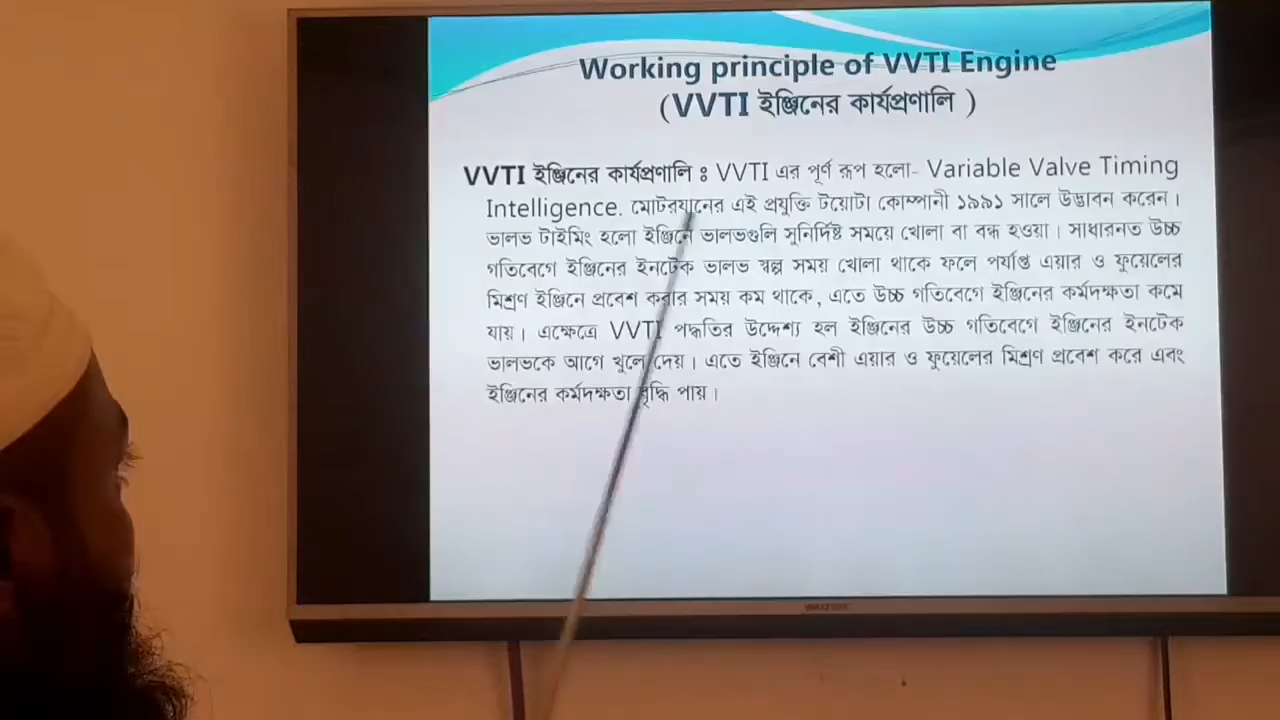 Working principle of VVTI Engine
(VVTI ইঞ্জিনের কার্যপ্রণালি )
VVTI ইঞ্জিনের কার্যপ্রণালি ঃ VVTI এর পূর্ণ রূপ হলো- Variable Valve Timing
Intelligence. মোটরযানের এই প্রযুক্তি টয়োটা কোম্পানী ১৯৯১ সালে উদ্ভাবন করেন।
ভালভ টাইমিং হলো ইঞ্জিনে ভালভগুলি সুনির্দিষ্ট সময়ে খোলা বা বন্ধ হওয়া। সাধারনত উচ্চ
গতিবেগে ইঞ্জিনের ইনটেক ভালভ স্বল্প সময় খোলা থাকে ফলে পর্যাপ্ত এয়ার ও ফুয়েলের
মিশ্রণ ইঞ্জিনে প্রবেশ করার সময় কম থাকে, এতে উচ্চ গতিবেগে ইঞ্জিনের কর্মদক্ষতা কমে
যায়। এক্ষেত্রে VVTI পদ্ধতির উদ্দেশ্য হল ইঞ্জিনের উচ্চ গতিবেগে ইঞ্জিনের ইনটেক
ভালভকে আগে খুলে দেয়। এতে ইঞ্জিনে বেশী এয়ার ও ফুয়েলের মিশ্রণ প্রবেশ করে এবং
ইঞ্জিনের কর্মদক্ষতা বৃদ্ধি পায়।